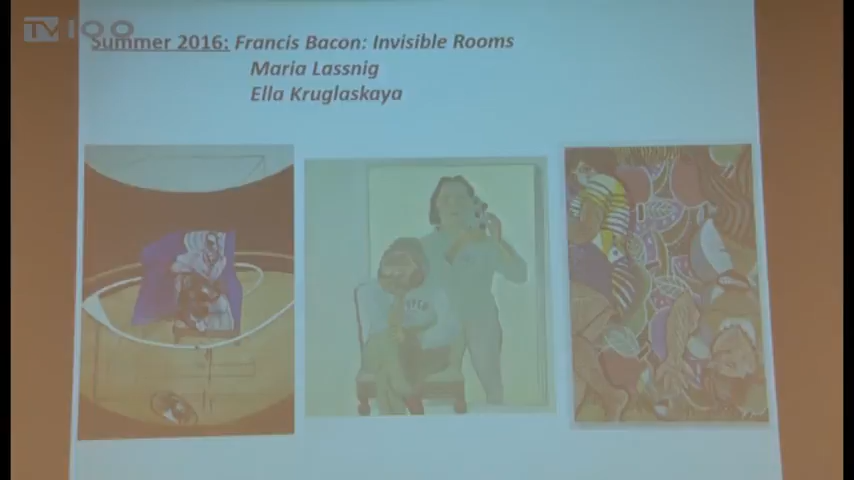 TV100
Summer 2016: Francis Bacon: Invisible Rooms
Maria Lassnig
Ella Kruglaskaya